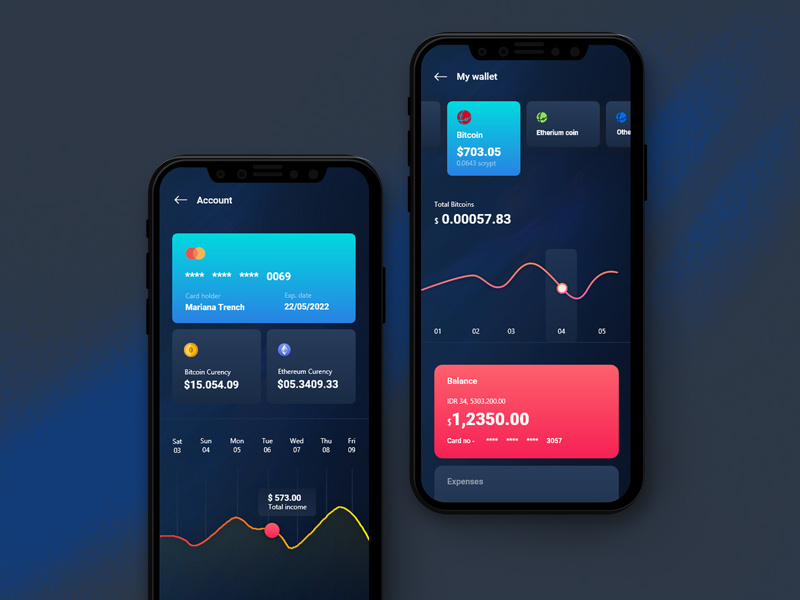 Account
**** **** **** 0069
Card holder
Exp. date
Mariana Trench
22/05/2022
Bitcoin Curency
$15.054.09
Ethereum Curency
$05.3409.33
Sat Sun Mon Tue Wed Thu Fri
03 04 05 06 07 08 09
$ 573.00
Total income
My wallet
Bitcoin
$703.05
0.0643 scrypt
Etherium coin
Othe
Total Bitcoins
$ 0.00057.83
01 02 03 04 05
Balance
IDR 34, 5303.200.00
$1,2350.00
Card no - **** **** **** 3057
Expenses